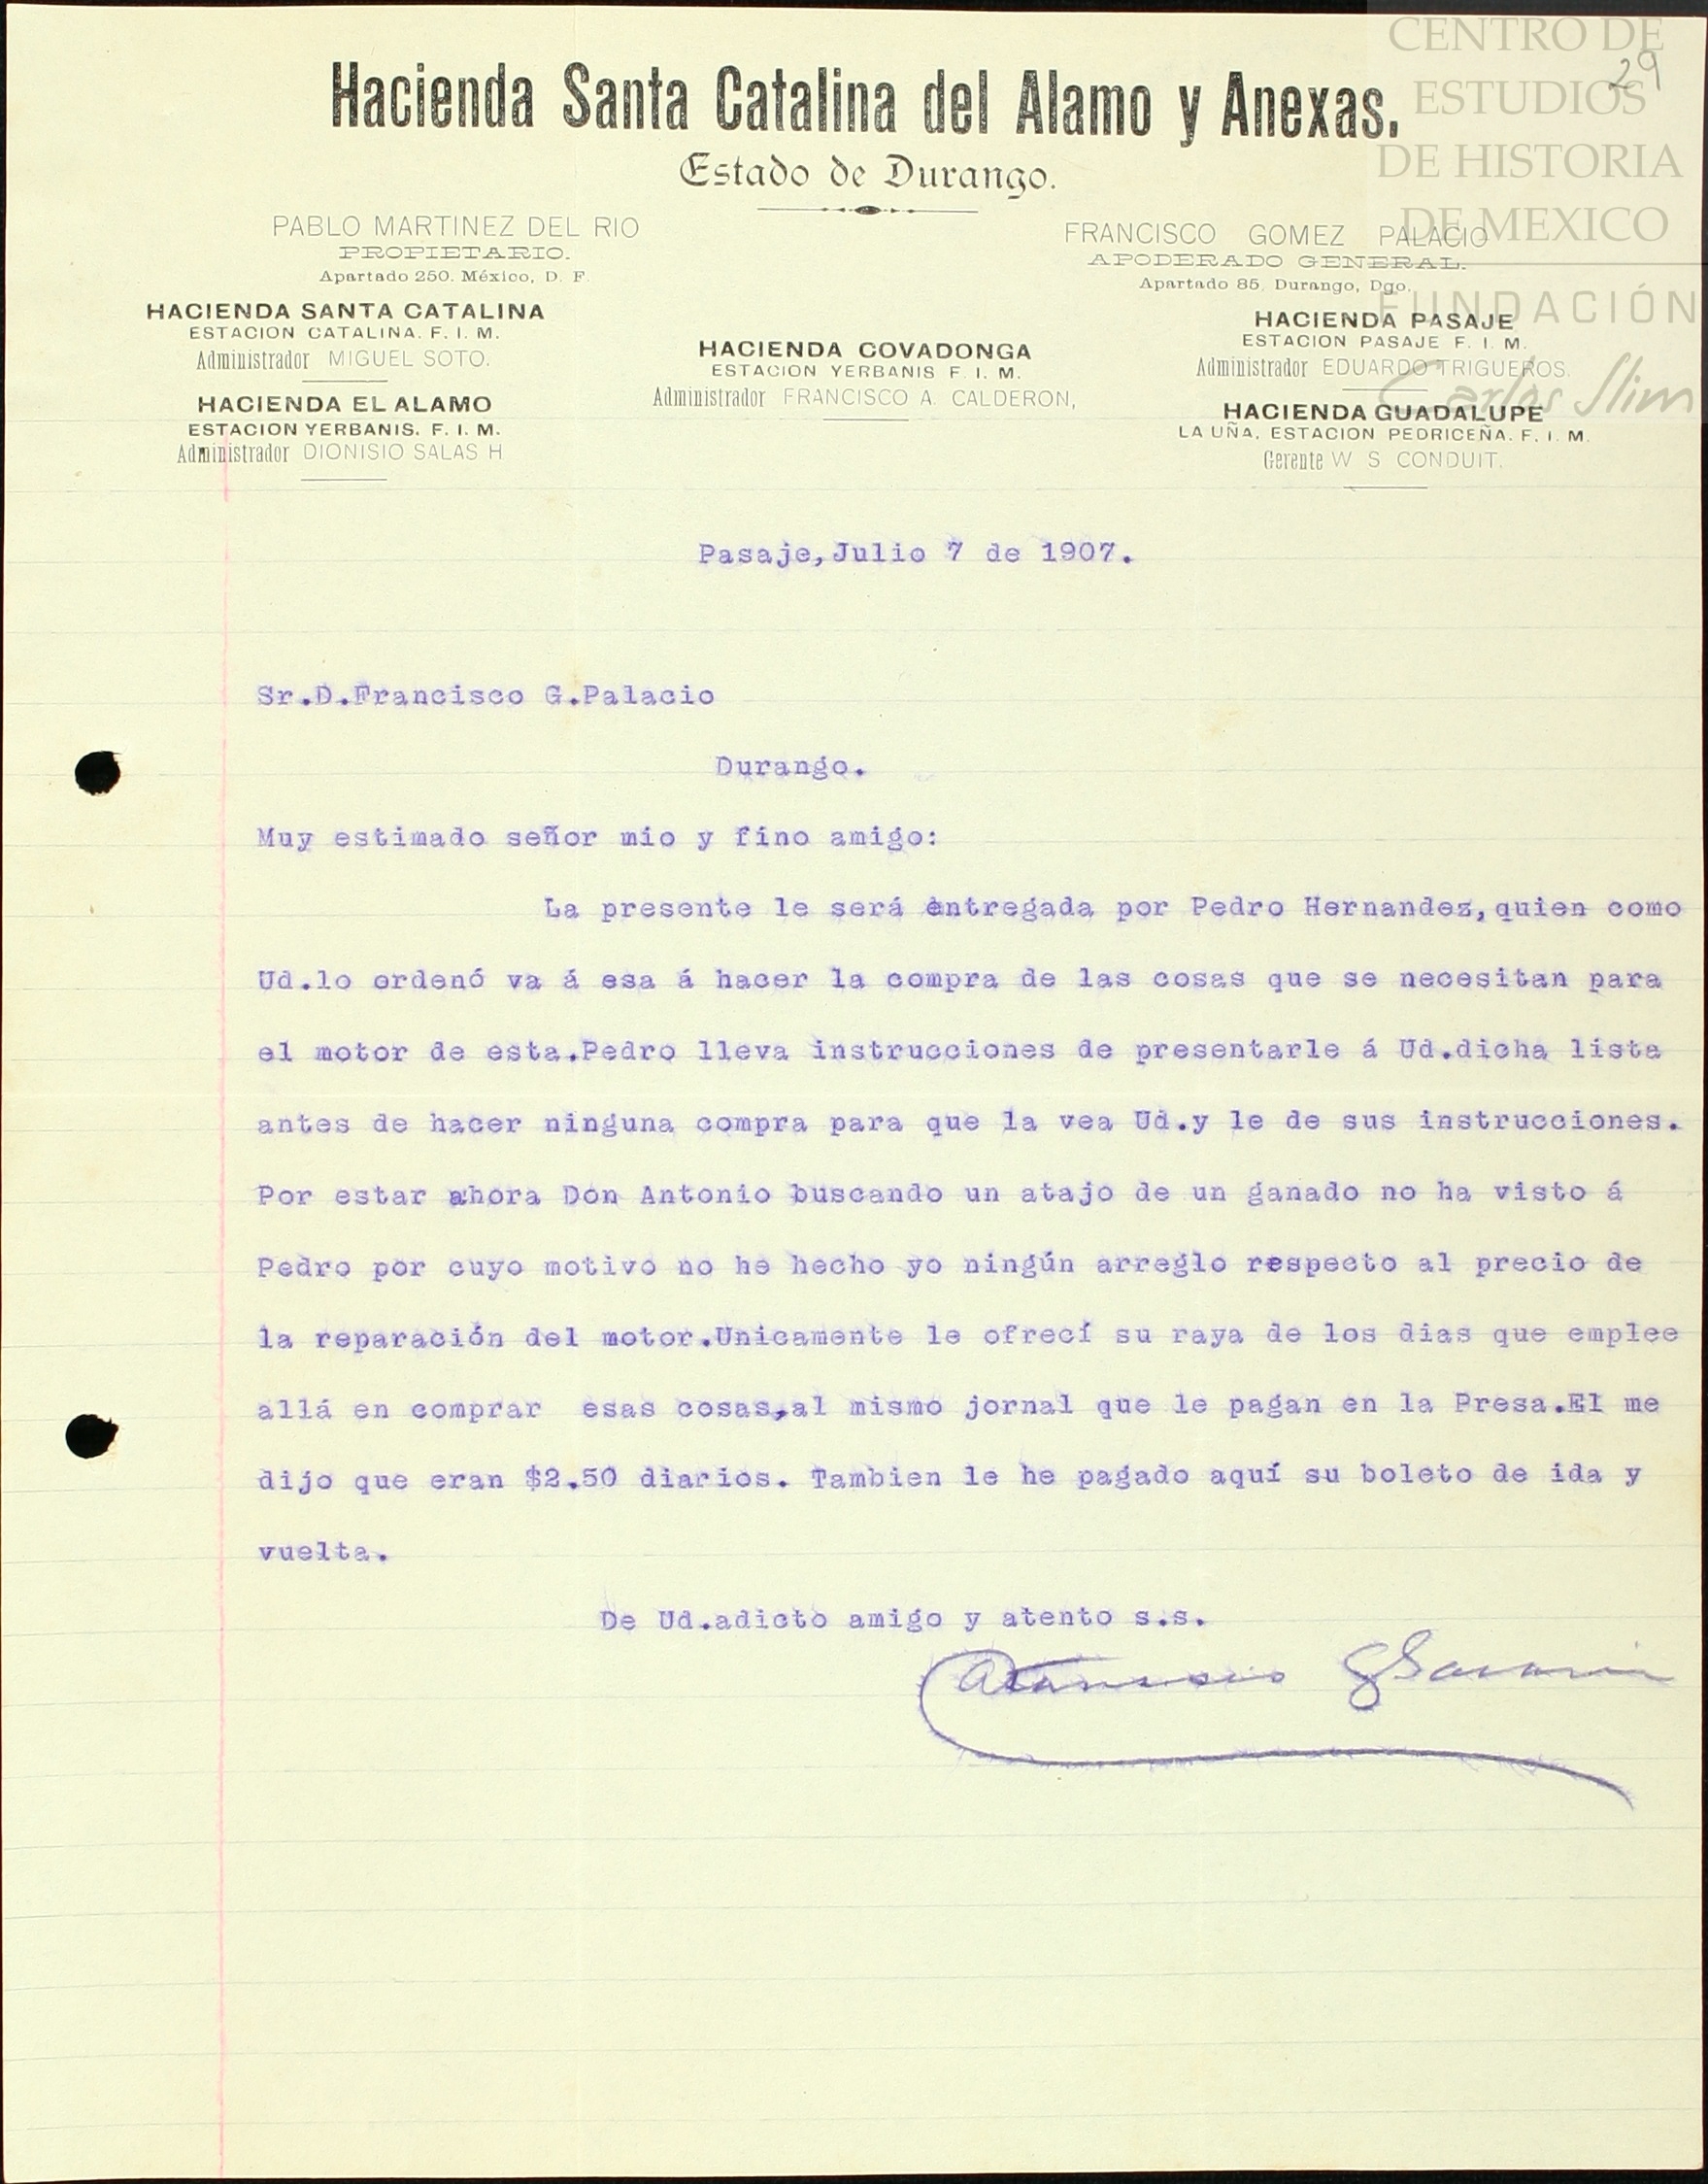 CENTRO DE
29
ESTUDIOS
DE HISTORIA
DE MEXICO
FUNDACIÓN
Carlos Slim
Hacienda Santa Catalina del Alamo y Anexas.
Estado de Durango.
PABLO MARTINEZ DEL RIO
PROPIETARIO.
Apartado 250. México, D. F.
FRANCISCO GOMEZ PALACIO
APODERADO GENERAL.
Apartado 85. Durango, Dgo.
HACIENDA SANTA CATALINA
ESTACION CATALINA. F. I. M.
Administrador MIGUEL SOTO.
HACIENDA EL ALAMO
ESTACION YERBANIS. F. I. M.
Administrador DIONISIO SALAS H
HACIENDA COVADONGA
ESTACION YERBANIS F. I. M.
Administrador FRANCISCO A. CALDERON,
HACIENDA PASAJE
ESTACION PASAJE F. I. M.
Administrador EDUARDO TRIGUEROS.
HACIENDA GUADALUPE
LA UÑA, ESTACION PEDRICEÑA. F. I. M.
Gerente W S CONDUIT.
Pasaje,Julio 7 de 1907.
Sr.D.Francisco G.Palacio
Durango.
Muy estimado señor mio y fino amigo:
La presente le será entregada por Pedro Hernandez,quien como
Ud.lo ordenó va á esa á hacer la compra de las cosas que se necesitan para
el motor de esta.Pedro lleva instrucciones de presentarle á Ud.dicha lista
antes de hacer ninguna compra para que la vea Ud.y le de sus instrucciones.
Por estar ahora Don Antonio buscando un atajo de un ganado no ha visto á
Pedro por cuyo motivo no he hecho yo ningún arreglo respecto al precio de
la reparación del motor.Unicamente le ofrecí su raya de los dias que emplee
allá en comprar esas cosas,al mismo jornal que le pagan en la Presa.El me
dijo que eran $2.50 diarios. Tambien le he pagado aquí su boleto de ida y
vuelta.
De Ud.adicto amigo y atento s.s.
Atanasio G